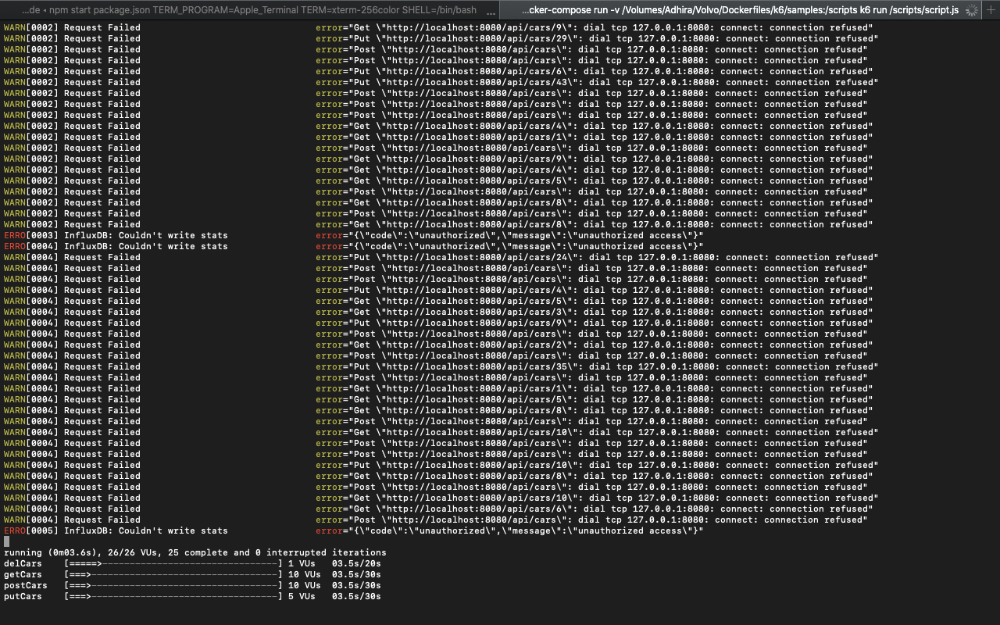 ...de ◂ npm start package.json TERM_PROGRAM=Apple_Terminal TERM=xterm-256color SHELL=/bin/bash ...
...cker-compose run -v /Volumes/Adhira/Volvo/Dockerfiles/k6/samples:/scripts k6 run /scripts/script.js
WARN[0002] Request Failed error="Get \"http://localhost:8080/api/cars/9\": dial tcp 127.0.0.1:8080: connect: connection refused"
WARN[0002] Request Failed error="Put \"http://localhost:8080/api/cars/29\": dial tcp 127.0.0.1:8080: connect: connection refused"
WARN[0002] Request Failed error="Post \"http://localhost:8080/api/cars\": dial tcp 127.0.0.1:8080: connect: connection refused"
WARN[0002] Request Failed error="Post \"http://localhost:8080/api/cars\": dial tcp 127.0.0.1:8080: connect: connection refused"
WARN[0002] Request Failed error="Put \"http://localhost:8080/api/cars/6\": dial tcp 127.0.0.1:8080: connect: connection refused"
WARN[0002] Request Failed error="Put \"http://localhost:8080/api/cars/43\": dial tcp 127.0.0.1:8080: connect: connection refused"
WARN[0002] Request Failed error="Post \"http://localhost:8080/api/cars\": dial tcp 127.0.0.1:8080: connect: connection refused"
WARN[0002] Request Failed error="Post \"http://localhost:8080/api/cars\": dial tcp 127.0.0.1:8080: connect: connection refused"
WARN[0002] Request Failed error="Post \"http://localhost:8080/api/cars\": dial tcp 127.0.0.1:8080: connect: connection refused"
WARN[0002] Request Failed error="Get \"http://localhost:8080/api/cars/4\": dial tcp 127.0.0.1:8080: connect: connection refused"
WARN[0002] Request Failed error="Get \"http://localhost:8080/api/cars/1\": dial tcp 127.0.0.1:8080: connect: connection refused"
WARN[0002] Request Failed error="Post \"http://localhost:8080/api/cars\": dial tcp 127.0.0.1:8080: connect: connection refused"
WARN[0002] Request Failed error="Get \"http://localhost:8080/api/cars/9\": dial tcp 127.0.0.1:8080: connect: connection refused"
WARN[0002] Request Failed error="Get \"http://localhost:8080/api/cars/4\": dial tcp 127.0.0.1:8080: connect: connection refused"
WARN[0002] Request Failed error="Get \"http://localhost:8080/api/cars/5\": dial tcp 127.0.0.1:8080: connect: connection refused"
WARN[0002] Request Failed error="Post \"http://localhost:8080/api/cars\": dial tcp 127.0.0.1:8080: connect: connection refused"
WARN[0002] Request Failed error="Get \"http://localhost:8080/api/cars/8\": dial tcp 127.0.0.1:8080: connect: connection refused"
WARN[0002] Request Failed error="Post \"http://localhost:8080/api/cars\": dial tcp 127.0.0.1:8080: connect: connection refused"
WARN[0002] Request Failed error="Get \"http://localhost:8080/api/cars/8\": dial tcp 127.0.0.1:8080: connect: connection refused"
ERRO[0003] InfluxDB: Couldn't write stats error="{\"code\":\"unauthorized\",\"message\":\"unauthorized access\"}"
ERRO[0004] InfluxDB: Couldn't write stats error="{\"code\":\"unauthorized\",\"message\":\"unauthorized access\"}"
WARN[0004] Request Failed error="Put \"http://localhost:8080/api/cars/24\": dial tcp 127.0.0.1:8080: connect: connection refused"
WARN[0004] Request Failed error="Post \"http://localhost:8080/api/cars\": dial tcp 127.0.0.1:8080: connect: connection refused"
WARN[0004] Request Failed error="Post \"http://localhost:8080/api/cars\": dial tcp 127.0.0.1:8080: connect: connection refused"
WARN[0004] Request Failed error="Put \"http://localhost:8080/api/cars/4\": dial tcp 127.0.0.1:8080: connect: connection refused"
WARN[0004] Request Failed error="Get \"http://localhost:8080/api/cars/5\": dial tcp 127.0.0.1:8080: connect: connection refused"
WARN[0004] Request Failed error="Get \"http://localhost:8080/api/cars/3\": dial tcp 127.0.0.1:8080: connect: connection refused"
WARN[0004] Request Failed error="Put \"http://localhost:8080/api/cars/9\": dial tcp 127.0.0.1:8080: connect: connection refused"
WARN[0004] Request Failed error="Post \"http://localhost:8080/api/cars\": dial tcp 127.0.0.1:8080: connect: connection refused"
WARN[0004] Request Failed error="Get \"http://localhost:8080/api/cars/2\": dial tcp 127.0.0.1:8080: connect: connection refused"
WARN[0004] Request Failed error="Post \"http://localhost:8080/api/cars\": dial tcp 127.0.0.1:8080: connect: connection refused"
WARN[0004] Request Failed error="Put \"http://localhost:8080/api/cars/35\": dial tcp 127.0.0.1:8080: connect: connection refused"
WARN[0004] Request Failed error="Post \"http://localhost:8080/api/cars\": dial tcp 127.0.0.1:8080: connect: connection refused"
WARN[0004] Request Failed error="Get \"http://localhost:8080/api/cars/1\": dial tcp 127.0.0.1:8080: connect: connection refused"
WARN[0004] Request Failed error="Get \"http://localhost:8080/api/cars/5\": dial tcp 127.0.0.1:8080: connect: connection refused"
WARN[0004] Request Failed error="Get \"http://localhost:8080/api/cars/8\": dial tcp 127.0.0.1:8080: connect: connection refused"
WARN[0004] Request Failed error="Post \"http://localhost:8080/api/cars\": dial tcp 127.0.0.1:8080: connect: connection refused"
WARN[0004] Request Failed error="Get \"http://localhost:8080/api/cars/10\": dial tcp 127.0.0.1:8080: connect: connection refused"
WARN[0004] Request Failed error="Post \"http://localhost:8080/api/cars\": dial tcp 127.0.0.1:8080: connect: connection refused"
WARN[0004] Request Failed error="Post \"http://localhost:8080/api/cars\": dial tcp 127.0.0.1:8080: connect: connection refused"
WARN[0004] Request Failed error="Put \"http://localhost:8080/api/cars/10\": dial tcp 127.0.0.1:8080: connect: connection refused"
WARN[0004] Request Failed error="Get \"http://localhost:8080/api/cars/8\": dial tcp 127.0.0.1:8080: connect: connection refused"
WARN[0004] Request Failed error="Post \"http://localhost:8080/api/cars\": dial tcp 127.0.0.1:8080: connect: connection refused"
WARN[0004] Request Failed error="Get \"http://localhost:8080/api/cars/10\": dial tcp 127.0.0.1:8080: connect: connection refused"
WARN[0004] Request Failed error="Get \"http://localhost:8080/api/cars/6\": dial tcp 127.0.0.1:8080: connect: connection refused"
WARN[0004] Request Failed error="Post \"http://localhost:8080/api/cars\": dial tcp 127.0.0.1:8080: connect: connection refused"
ERRO[0005] InfluxDB: Couldn't write stats error="{\"code\":\"unauthorized\",\"message\":\"unauthorized access\"}"
running (0m03.6s), 26/26 VUs, 25 complete and 0 interrupted iterations
delCars [=====>--------------------------------] 1 VUs 03.5s/20s
getCars [===>----------------------------------] 10 VUs 03.5s/30s
postCars [===>----------------------------------] 10 VUs 03.5s/30s
putCars [===>----------------------------------] 5 VUs 03.5s/30s